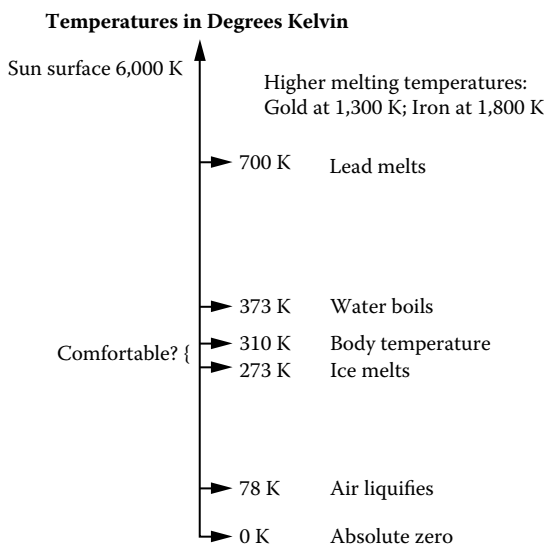 Temperatures in Degrees Kelvin
Sun surface 6,000 K
Higher melting temperatures:
Gold at 1,300 K; Iron at 1,800 K
700 K Lead melts
373 K Water boils
310 K Body temperature
Comfortable? {
273 K Ice melts
78 K Air liquifies
0 K Absolute zero